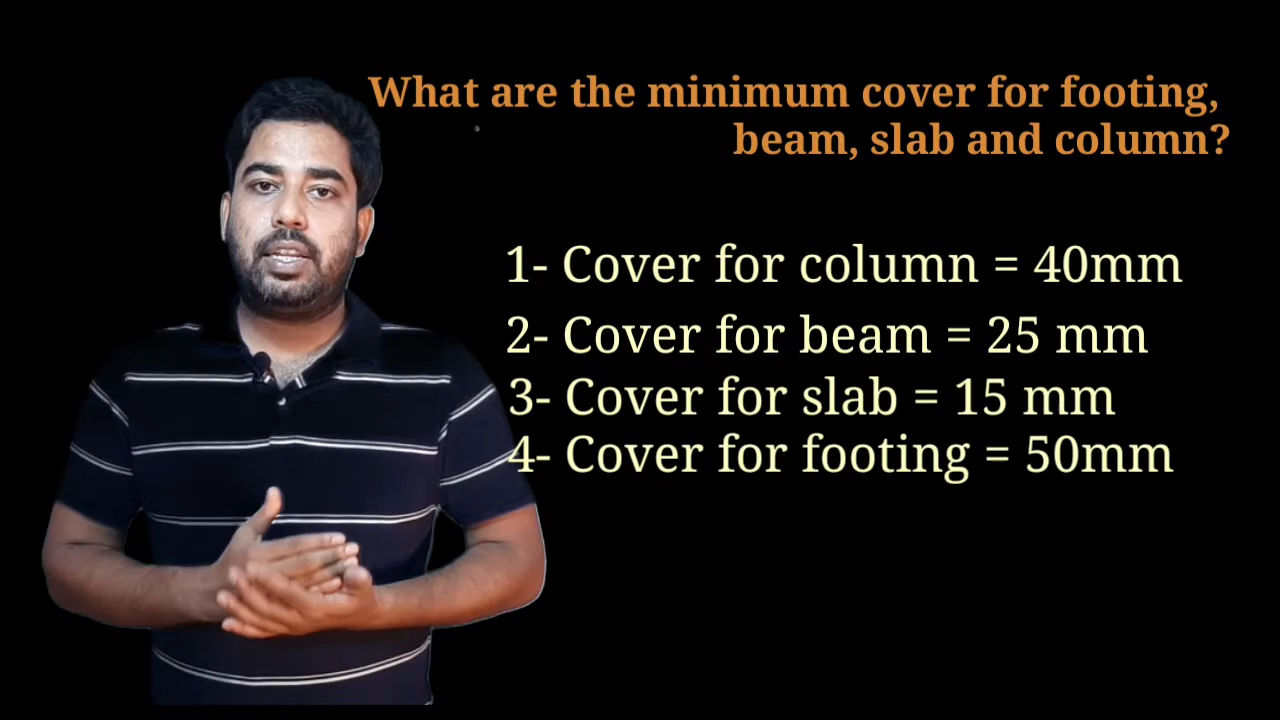 What are the minimum cover for footing,
beam, slab and column?
1- Cover for column = 40mm
2- Cover for beam = 25 mm
3- Cover for slab = 15 mm
4- Cover for footing = 50mm